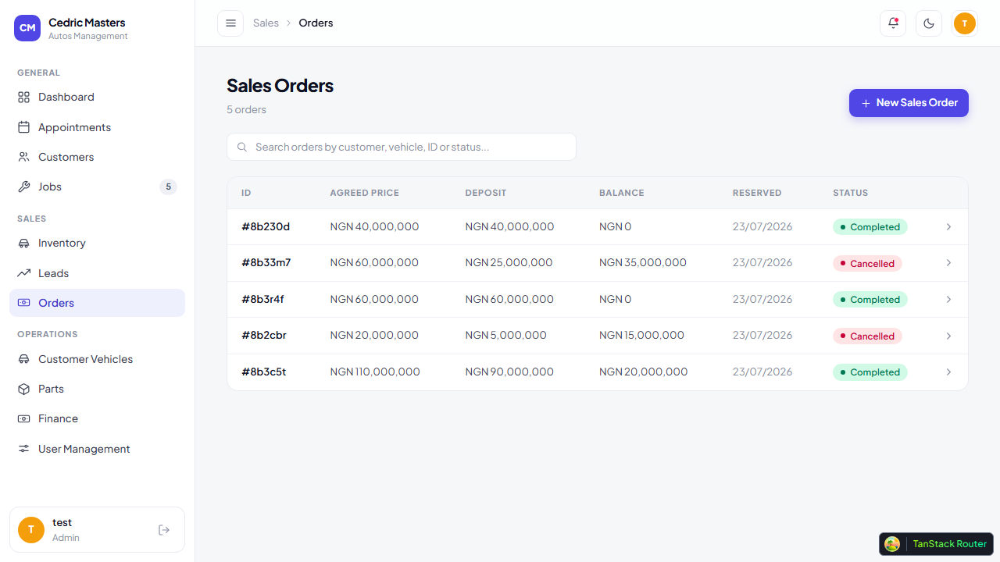 CM
Cedric Masters
Autos Management
GENERAL
Dashboard
Appointments
Customers
Jobs 5
SALES
Inventory
Leads
Orders
OPERATIONS
Customer Vehicles
Parts
Finance
User Management
T
test
Admin
Sales > Orders
T
Sales Orders
5 orders
+ New Sales Order
Search orders by customer, vehicle, ID or status...
ID AGREED PRICE DEPOSIT BALANCE RESERVED STATUS
#8b230d NGN 40,000,000 NGN 40,000,000 NGN 0 23/07/2026 Completed
#8b33m7 NGN 60,000,000 NGN 25,000,000 NGN 35,000,000 23/07/2026 Cancelled
#8b3r4f NGN 60,000,000 NGN 60,000,000 NGN 0 23/07/2026 Completed
#8b2cbr NGN 20,000,000 NGN 5,000,000 NGN 15,000,000 23/07/2026 Cancelled
#8b3c5t NGN 110,000,000 NGN 90,000,000 NGN 20,000,000 23/07/2026 Completed
TanStack Router